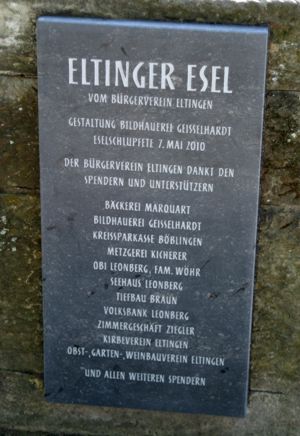 ELTINGER ESEL
VOM BÜRGERVEREIN ELTINGEN
GESTALTUNG BILDHAUEREI GEISSELHARDT
ESELSCHLUPFETE 7. MAI 2010
DER BÜRGERVEREIN ELTINGEN DANKT DEN
SPENDERN UND UNTERSTÜTZERN
BÄCKEREI MARQUART
BILDHAUEREI GEISSELHARDT
KREISSPARKASSE BÖBLINGEN
METZGEREI KICHERER
OBI LEONBERG, FAM. WÖHR
SEEHAUS LEONBERG
TIEFBAU BRAUN
VOLKSBANK LEONBERG
ZIMMERGESCHÄFT ZIEGLER
KIRBEVEREIN ELTINGEN
OBST-, GARTEN-, WEINBAUVEREIN ELTINGEN
UND ALLEN WEITEREN SPENDERN